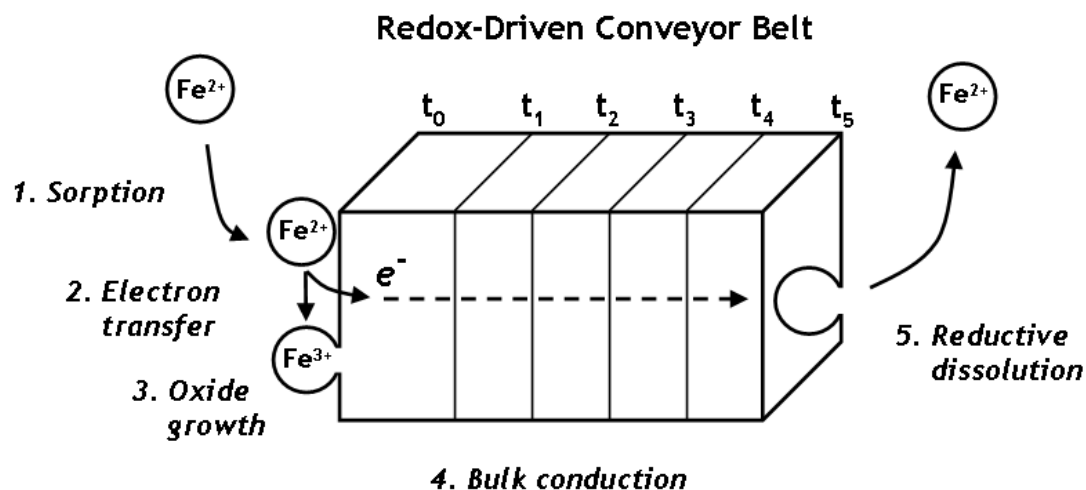 Redox-Driven Conveyor Belt
Fe²⁺
Fe²⁺
t₀ t₁ t₂ t₃ t₄ t₅
1. Sorption
Fe²⁺
e⁻
2. Electron
transfer
Fe³⁺
3. Oxide
growth
5. Reductive
dissolution
4. Bulk conduction